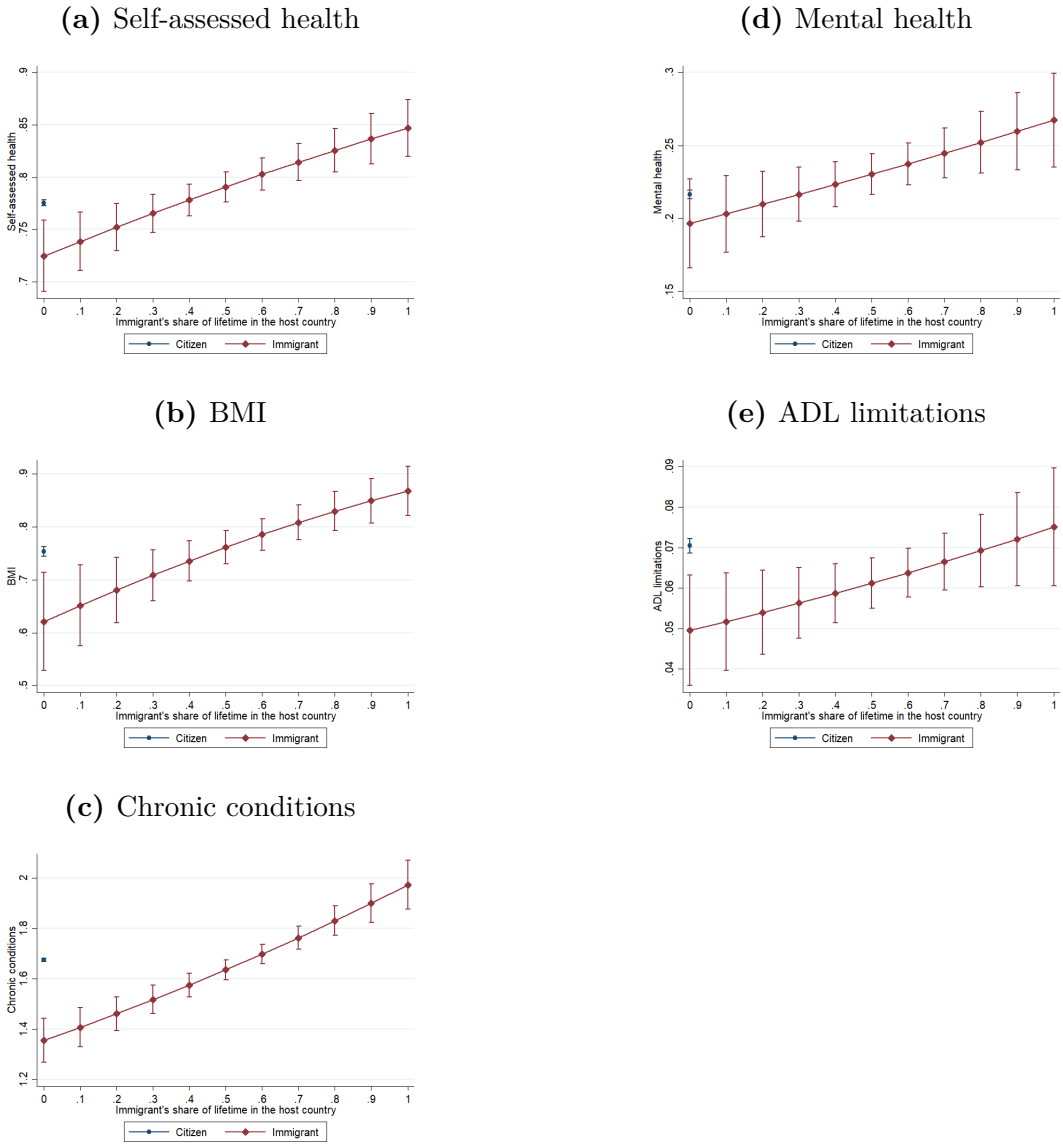 (a) Self-assessed health
Self-assessed health
.9
.85
.8
.75
.7
0 .1 .2 .3 .4 .5 .6 .7 .8 .9 1
Immigrant's share of lifetime in the host country
Citizen Immigrant
(d) Mental health
Mental health
.3
.25
.2
.15
0 .1 .2 .3 .4 .5 .6 .7 .8 .9 1
Immigrant's share of lifetime in the host country
Citizen Immigrant
(b) BMI
BMI
.9
.8
.7
.6
.5
0 .1 .2 .3 .4 .5 .6 .7 .8 .9 1
Immigrant's share of lifetime in the host country
Citizen Immigrant
(e) ADL limitations
ADL limitations
.09
.08
.07
.06
.05
.04
0 .1 .2 .3 .4 .5 .6 .7 .8 .9 1
Immigrant's share of lifetime in the host country
Citizen Immigrant
(c) Chronic conditions
Chronic conditions
2
1.8
1.6
1.4
1.2
0 .1 .2 .3 .4 .5 .6 .7 .8 .9 1
Immigrant's share of lifetime in the host country
Citizen Immigrant